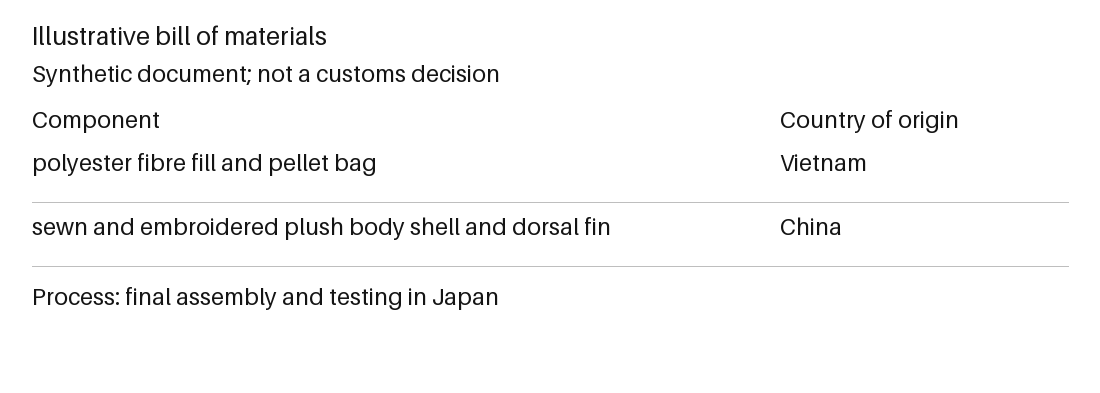 Illustrative bill of materials
Synthetic document; not a customs decision
Component Country of origin
polyester fibre fill and pellet bag Vietnam
sewn and embroidered plush body shell and dorsal fin China
Process: final assembly and testing in Japan